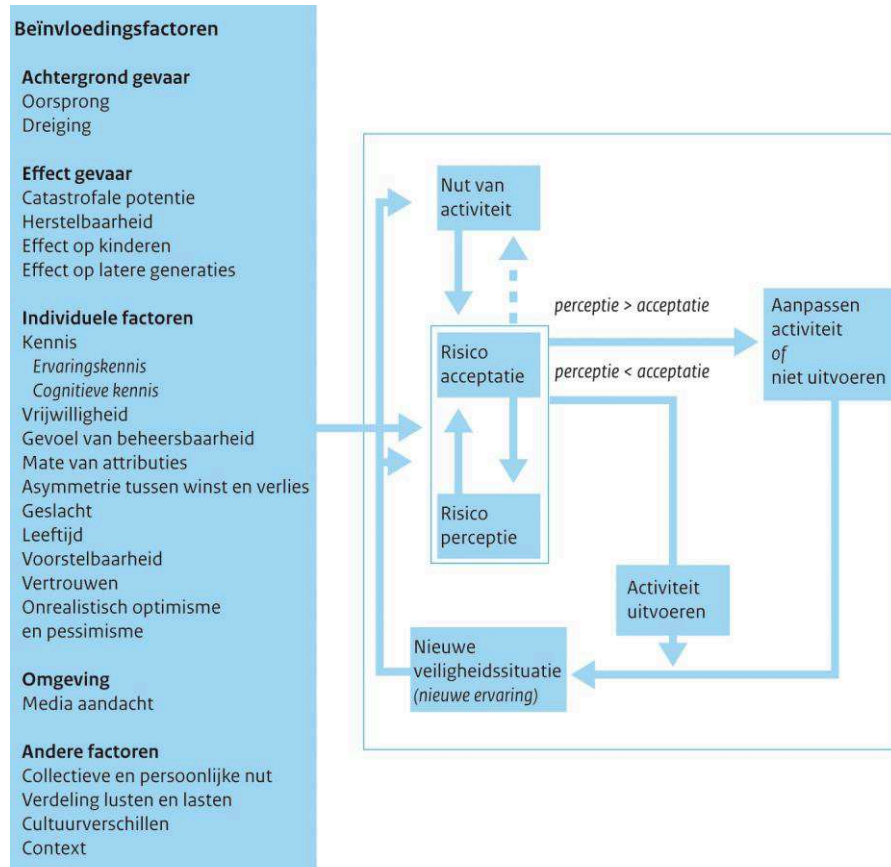 Beïnvloedingsfactoren
Achtergrond gevaar
Oorsprong
Dreiging
Effect gevaar
Catastrofale potentie
Herstelbaarheid
Effect op kinderen
Effect op latere generaties
Individuele factoren
Kennis
Ervaringskennis
Cognitieve kennis
Vrijwilligheid
Gevoel van beheersbaarheid
Mate van attributies
Asymmetrie tussen winst en verlies
Geslacht
Leeftijd
Voorstelbaarheid
Vertrouwen
Onrealistisch optimisme
en pessimisme
Omgeving
Media aandacht
Andere factoren
Collectieve en persoonlijke nut
Verdeling lusten en lasten
Cultuurverschillen
Context
Nut van
activiteit
Risico
acceptatie
Risico
perceptie
perceptie > acceptatie
perceptie < acceptatie
Aanpassen
activiteit
of
niet uitvoeren
Activiteit
uitvoeren
Nieuwe
veiligheidssituatie
(nieuwe ervaring)